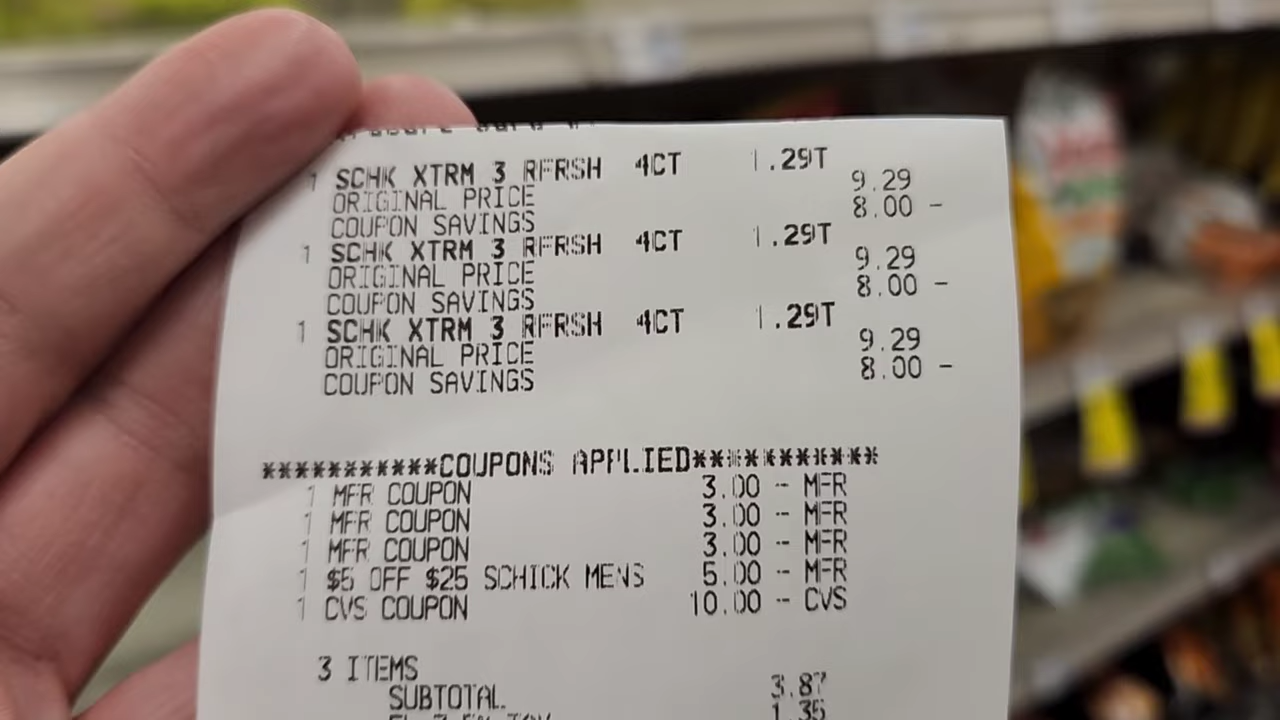 1 SCHK XTRM 3 RFRSH 4CT 1.29T
ORIGINAL PRICE 9.29
COUPON SAVINGS 8.00 -
1 SCHK XTRM 3 RFRSH 4CT 1.29T
ORIGINAL PRICE 9.29
COUPON SAVINGS 8.00 -
1 SCHK XTRM 3 RFRSH 4CT 1.29T
ORIGINAL PRICE 9.29
COUPON SAVINGS 8.00 -
***********COUPONS APPLIED***********
1 MFR COUPON 3.00 - MFR
1 MFR COUPON 3.00 - MFR
1 MFR COUPON 3.00 - MFR
1 $5 OFF $25 SCHICK MENS 5.00 - MFR
1 CVS COUPON 10.00 - CVS
3 ITEMS
SUBTOTAL 3.87
1.35